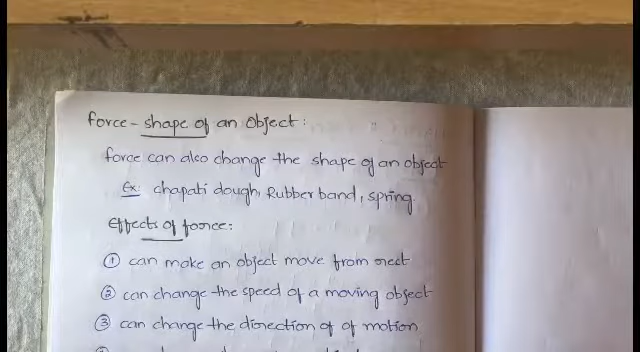 force - shape of an object:
force can also change the shape of an object
Ex: chapati dough, Rubber band, spring.
Effects of force:
① can make an object move from rest
② can change the speed of a moving object
③ can change the direction of of motion